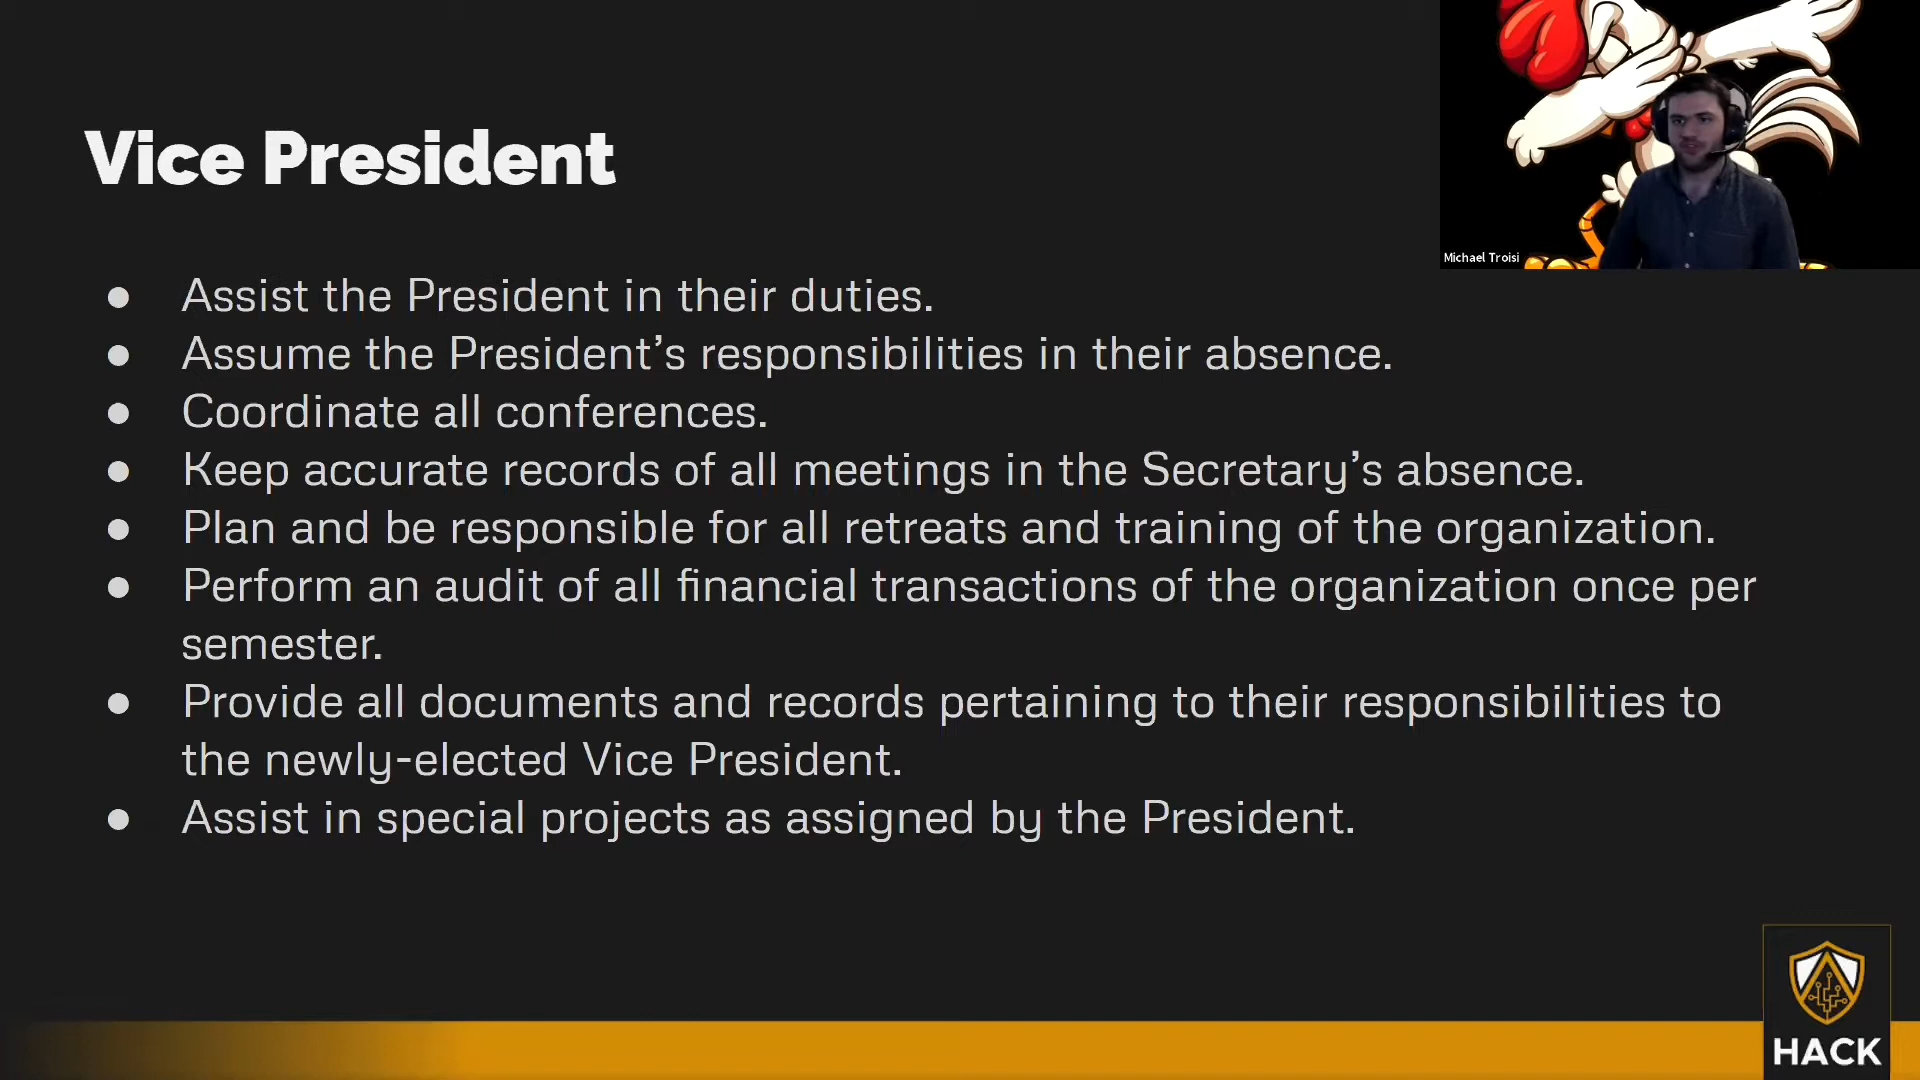 Vice President
Michael Troisi
● Assist the President in their duties.
● Assume the President’s responsibilities in their absence.
● Coordinate all conferences.
● Keep accurate records of all meetings in the Secretary’s absence.
● Plan and be responsible for all retreats and training of the organization.
● Perform an audit of all financial transactions of the organization once per
semester.
● Provide all documents and records pertaining to their responsibilities to
the newly-elected Vice President.
● Assist in special projects as assigned by the President.
HACK